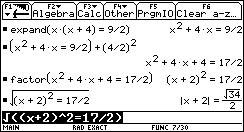 F1 F2 Algebra F3 Calc F4 Other F5 PrgmIO F6 Clear a-z…
■ expand(x·(x + 4) = 9/2) x² + 4·x = 9/2
■ (x² + 4·x = 9/2) + (4/2)²
x² + 4·x + 4 = 17/2
■ factor(x² + 4·x + 4 = 17/2) (x + 2)² = 17/2
■ √((x + 2)² = 17/2) |x + 2| = √34/2
√(((x+2)^2=17/2)
MAIN RAD EXACT FUNC 7/30